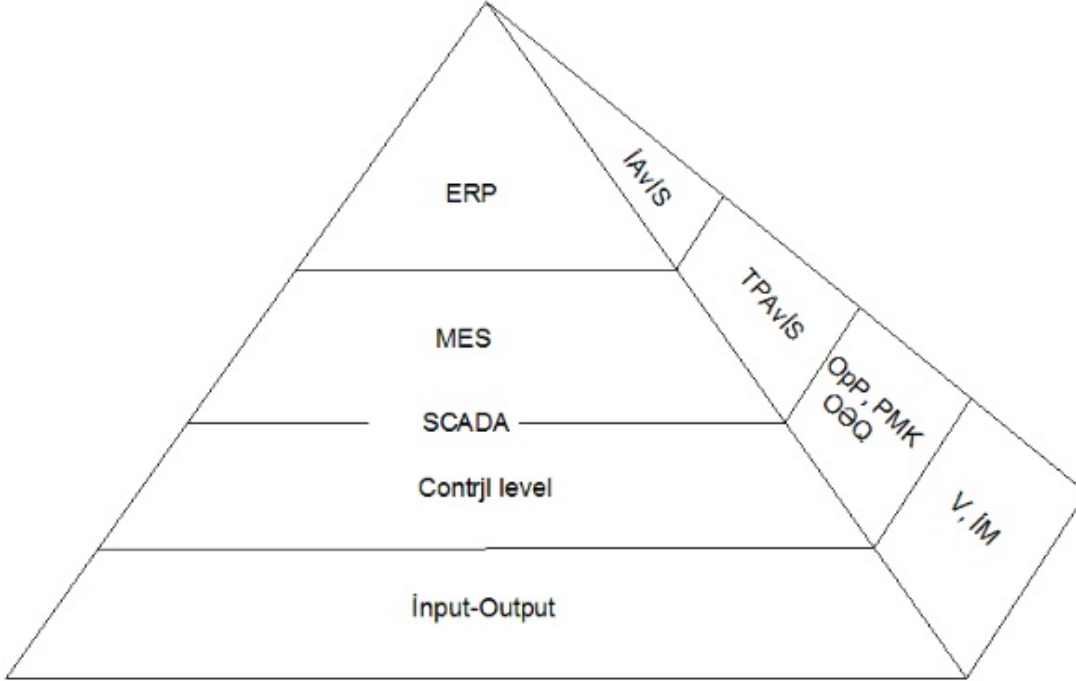 ERP
İAvİS
MES
TPAvİS
SCADA
OpP, PMK
OƏQ
Contrjl level
V, İM
İnput-Output